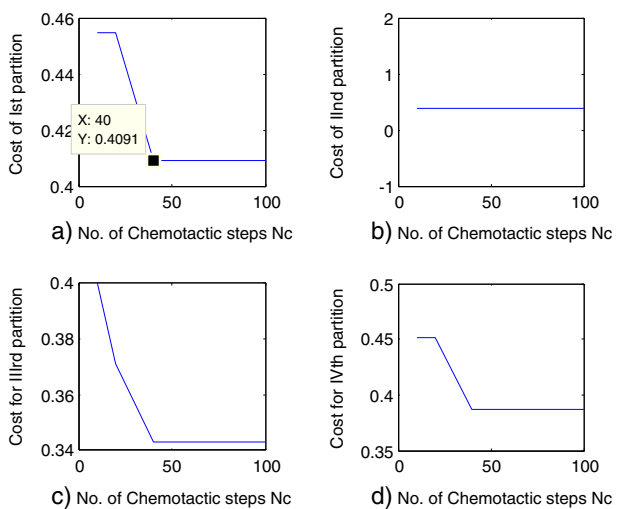 0.46
0.44
0.42
0.4
Cost of Ist partition
X: 40
Y: 0.4091
0
50
100
a) No. of Chemotactic steps Nc
2
1
0
-1
Cost of IInd partition
0
50
100
b) No. of Chemotactic steps Nc
0.4
0.38
0.36
0.34
Cost for IIIrd partition
0
50
100
c) No. of Chemotactic steps Nc
0.5
0.45
0.4
0.35
Cost for IVth partition
0
50
100
d) No. of Chemotactic steps Nc